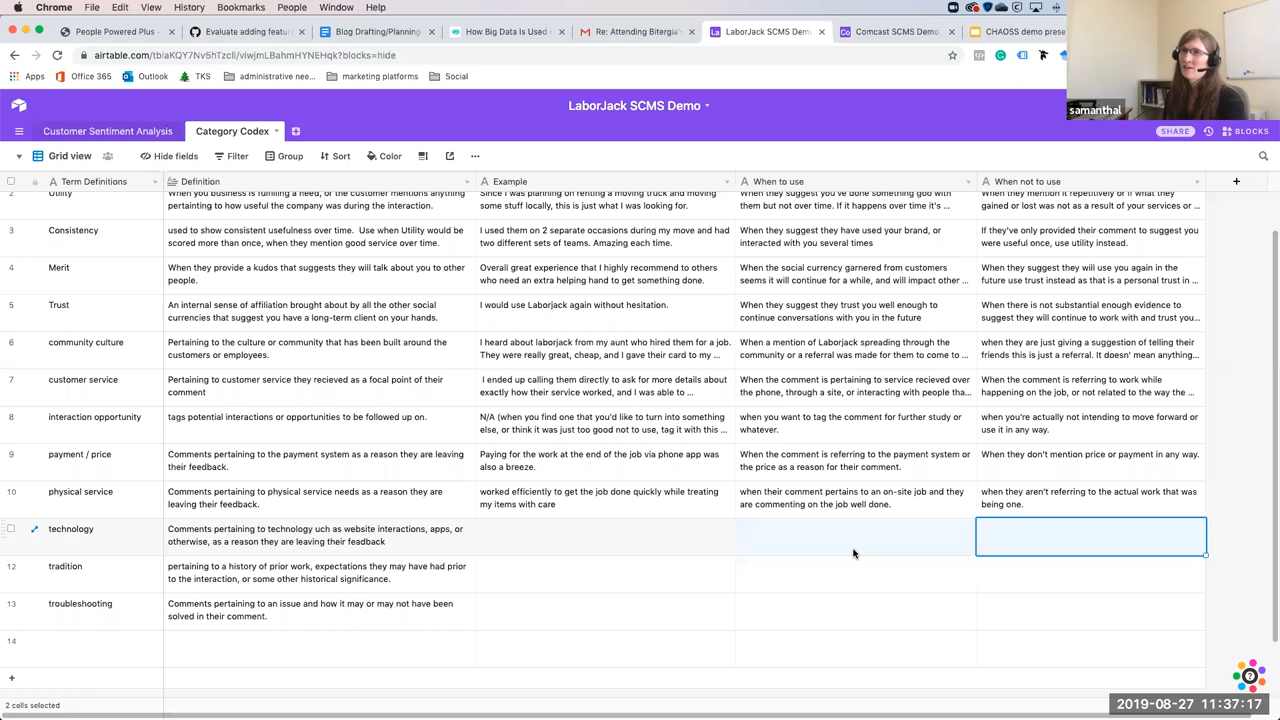 Chrome File Edit View History Bookmarks People Window Help
People Powered Plus - × Evaluate adding featur × Blog Drafting/Planning × How Big Data Is Used × Re: Attending Bitergia' × LaborJack SCMS Demo × Comcast SCMS Demo. × CHAOSS demo prese
airtable.com/tblaKQY7Nv5hTzclI/viwjmLRahmHYNEHqk?blocks=hide
Apps Office 365 Outlook TKS administrative nee... marketing platforms Social
samanthal
LaborJack SCMS Demo
Customer Sentiment Analysis Category Codex
SHARE BLOCKS
Grid view Hide fields Filter Group Sort Color ...
Term Definitions Definition Example When to use When not to use
2 Utility When you business is fulfilling a need, or the customer mentions anything Since I was planning on renting a moving truck and moving When they suggest you've done something goo with When they mention it repetitively or if what they
pertaining to how useful the company was during the interaction. some stuff locally, this is just what I was looking for. them but not over time. If it happens over time it's ... gained or lost was not as a result of your services or ...
3 Consistency used to show consistent usefulness over time. Use when Utility would be I used them on 2 separate occasions during my move and had When they suggest they have used your brand, or If they've only provided their comment to suggest you
scored more than once, when they mention good service over time. two different sets of teams. Amazing each time. interacted with you several times were useful once, use utility instead.
4 Merit When they provide a kudos that suggests they will talk about you to other Overall great experience that I highly recommend to others When the social currency garnered from customers When they suggest they will use you again in the
people. who need an extra helping hand to get something done. seems it will continue for a while, and will impact other ... future use trust instead as that is a personal trust in ...
5 Trust An internal sense of affiliation brought about by all the other social I would use Laborjack again without hesitation. When they suggest they trust you well enough to When there is not substantial enough evidence to
currencies that suggest you have a long-term client on your hands. continue conversations with you in the future suggest they will continue to work with and trust you...
6 community culture Pertaining to the culture or community that has been built around the I heard about laborjack from my aunt who hired them for a job. When a mention of Laborjack spreading through the when they are just giving a suggestion of telling their
customers or employees. They were really great, cheap, and I gave their card to my ... community or a referral was made for them to come to ... friends this is just a referral. It doesn' mean anything...
7 customer service Pertaining to customer service they recieved as a focal point of their I ended up calling them directly to ask for more details about When the comment is pertaining to service recieved over When the comment is referring to work while
comment exactly how their service worked, and I was able to ... the phone, through a site, or interacting with people tha... happening on the job, or not related to the way the ...
8 interaction opportunity tags potential interactions or opportunities to be followed up on. N/A (when you find one that you'd like to turn into something when you want to tag the comment for further study or when you're actually not intending to move forward or
else, or think it was just too good not to use, tag it with this ... whatever. use it in any way.
9 payment / price Comments pertaining to the payment system as a reason they are leaving Paying for the work at the end of the job via phone app was When the comment is referring to the payment system or When they don't mention price or payment in any way.
their feedback. also a breeze. the price as a reason for their comment.
10 physical service Comments pertaining to physical service needs as a reason they are worked efficiently to get the job done quickly while treating when their comment pertains to an on-site job and they when they aren't referring to the actual work that was
leaving their feedback. my items with care are commenting on the job well done. being one.
technology Comments pertaining to technology uch as website interactions, apps, or
otherwise, as a reason they are leaving their feadback
12 tradition pertaining to a history of prior work, expectations they may have had prior
to the interaction, or some other historical significance.
13 troubleshooting Comments pertaining to an issue and how it may or may not have been
solved in their comment.
14
+
2 cells selected
2019-08-27 11:37:17